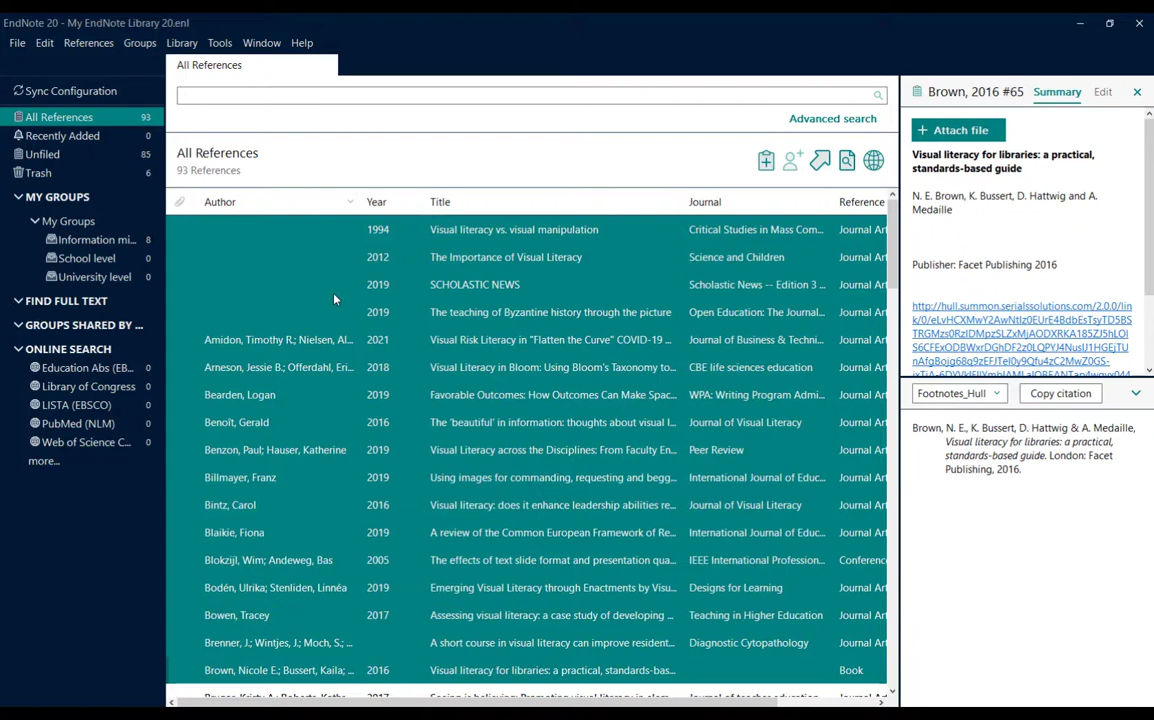 EndNote 20 - My EndNote Library 20.enl
File Edit References Groups Library Tools Window Help
All References
Sync Configuration
All References 93
Recently Added 0
Unfiled 85
Trash 6
MY GROUPS
My Groups
Information mi... 8
School level 0
University level 0
FIND FULL TEXT
GROUPS SHARED BY ...
ONLINE SEARCH
Education Abs (EB... 0
Library of Congress 0
LISTA (EBSCO) 0
PubMed (NLM) 0
Web of Science C... 0
more...
Advanced search
All References
93 References
Author Year Title Journal Reference
1994 Visual literacy vs. visual manipulation Critical Studies in Mass Com... Journal Art
2012 The Importance of Visual Literacy Science and Children Journal Art
2019 SCHOLASTIC NEWS Scholastic News -- Edition 3 ... Journal Art
2019 The teaching of Byzantine history through the picture Open Education: The Journal... Journal Art
Amidon, Timothy R.; Nielsen, Al... 2021 Visual Risk Literacy in "Flatten the Curve" COVID-19 ... Journal of Business & Techni... Journal Art
Arneson, Jessie B.; Offerdahl, Eri... 2018 Visual Literacy in Bloom: Using Bloom's Taxonomy to... CBE life sciences education Journal Art
Bearden, Logan 2019 Favorable Outcomes: How Outcomes Can Make Spac... WPA: Writing Program Admi... Journal Art
Benoît, Gerald 2016 The 'beautiful' in information: thoughts about visual l... Journal of Visual Literacy Journal Art
Benzon, Paul; Hauser, Katherine 2019 Visual Literacy across the Disciplines: From Faculty En... Peer Review Journal Art
Billmayer, Franz 2019 Using images for commanding, requesting and begg... International Journal of Educ... Journal Art
Bintz, Carol 2016 Visual literacy: does it enhance leadership abilities re... Journal of Visual Literacy Journal Art
Blaikie, Fiona 2019 A review of the Common European Framework of Re... International Journal of Educ... Journal Art
Blokzijl, Wim; Andeweg, Bas 2005 The effects of text slide format and presentation qua... IEEE International Profession... Conference
Bodén, Ulrika; Stenliden, Linnéa 2019 Emerging Visual Literacy through Enactments by Visu... Designs for Learning Journal Art
Bowen, Tracey 2017 Assessing visual literacy: a case study of developing ... Teaching in Higher Education Journal Art
Brenner, J.; Wintjes, J.; Moch, S.; ... 2017 A short course in visual literacy can improve resident... Diagnostic Cytopathology Journal Art
Brown, Nicole E.; Bussert, Kaila; ... 2016 Visual literacy for libraries: a practical, standards-bas... Book
Brown, 2016 #65 Summary Edit
Attach file
Visual literacy for libraries: a practical,
standards-based guide
N. E. Brown, K. Bussert, D. Hattwig and A.
Medaille
Publisher: Facet Publishing 2016
http://hull.summon.serialssolutions.com/2.0.0/lin
Footnotes_Hull Copy citation
Brown, N. E., K. Bussert, D. Hattwig & A. Medaille,
Visual literacy for libraries: a practical,
standards-based guide. London: Facet
Publishing, 2016.